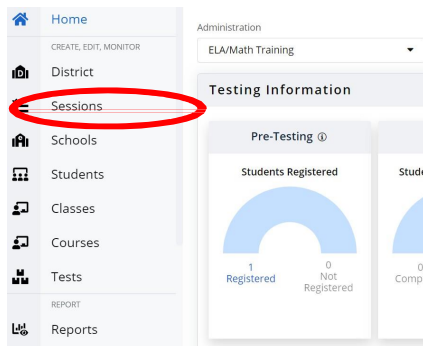 Home
CREATE, EDIT, MONITOR
District
Sessions
Schools
Students
Classes
Courses
Tests
REPORT
Reports
Administration
ELA/Math Training
Testing Information
Pre-Testing
Students Registered
1
Registered
0
Not
Registered
Stude
0
Comp